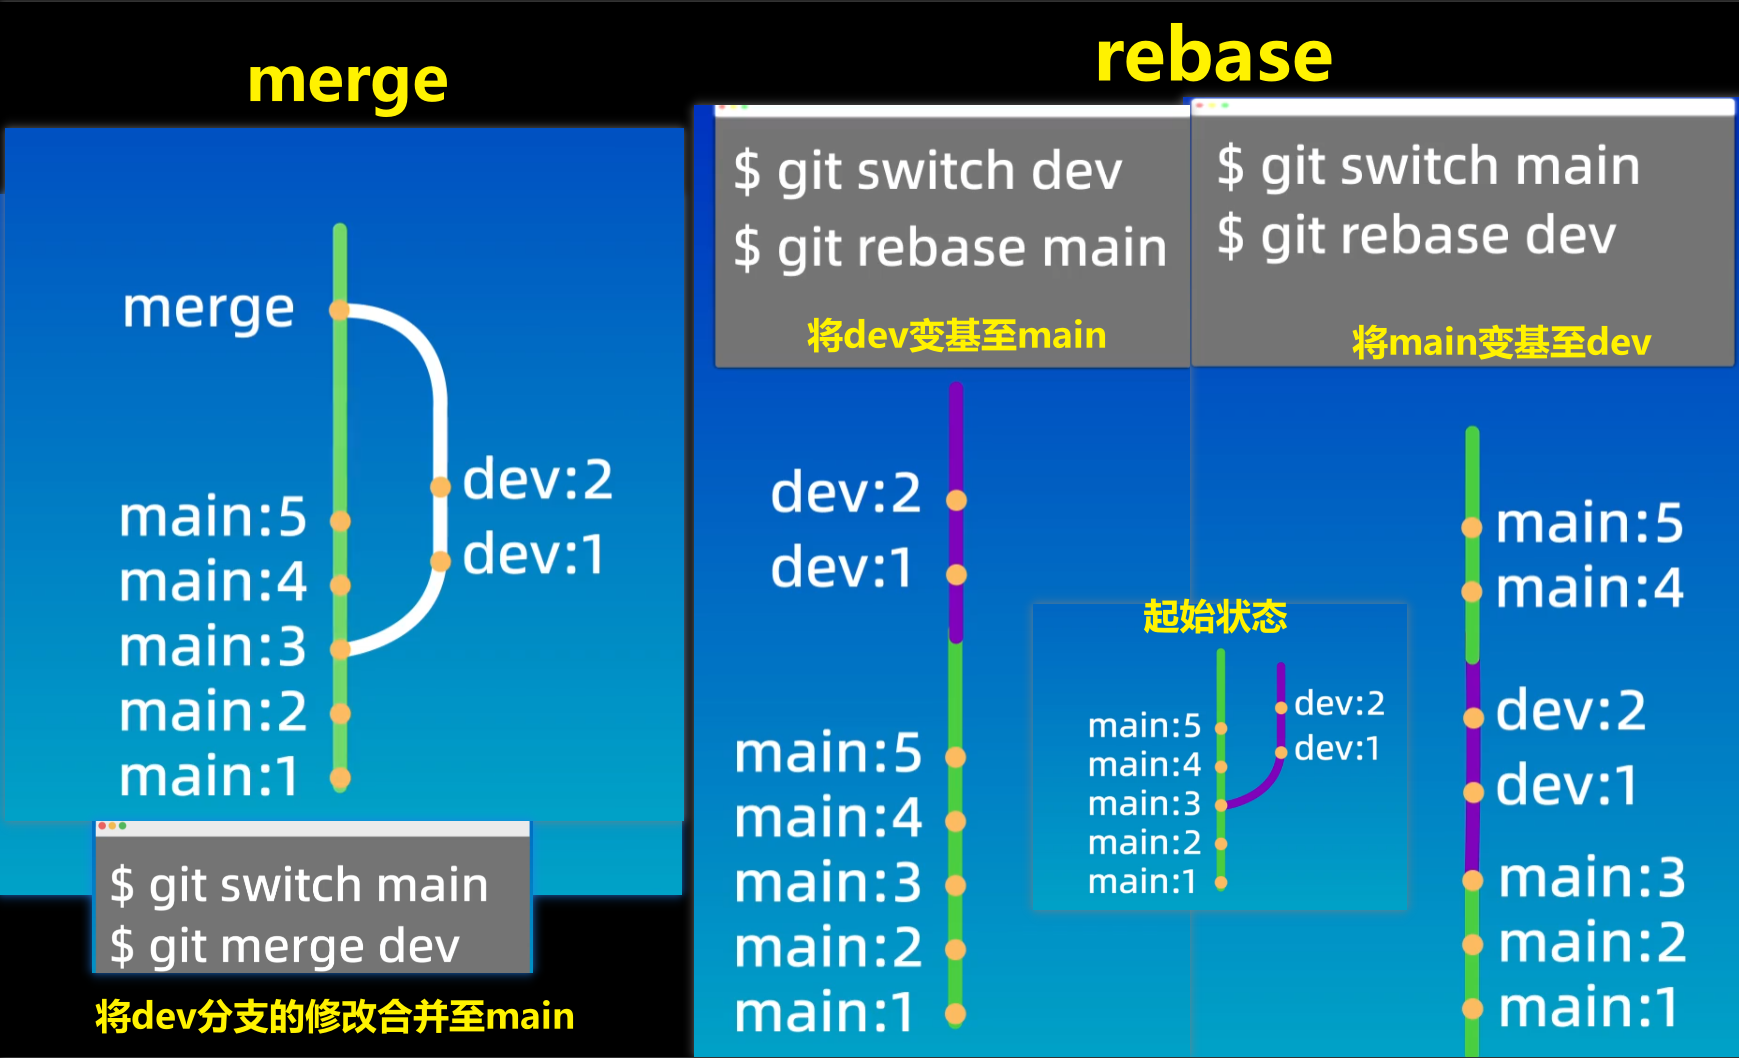 merge
merge
dev:2
dev:1
main:5
main:4
main:3
main:2
main:1
$ git switch main
$ git merge dev
将dev分支的修改合并至main
rebase
$ git switch dev
$ git rebase main
将dev变基至main
dev:2
dev:1
main:5
main:4
main:3
main:2
main:1
起始状态
dev:2
dev:1
main:5
main:4
main:3
main:2
main:1
$ git switch main
$ git rebase dev
将main变基至dev
main:5
main:4
dev:2
dev:1
main:3
main:2
main:1